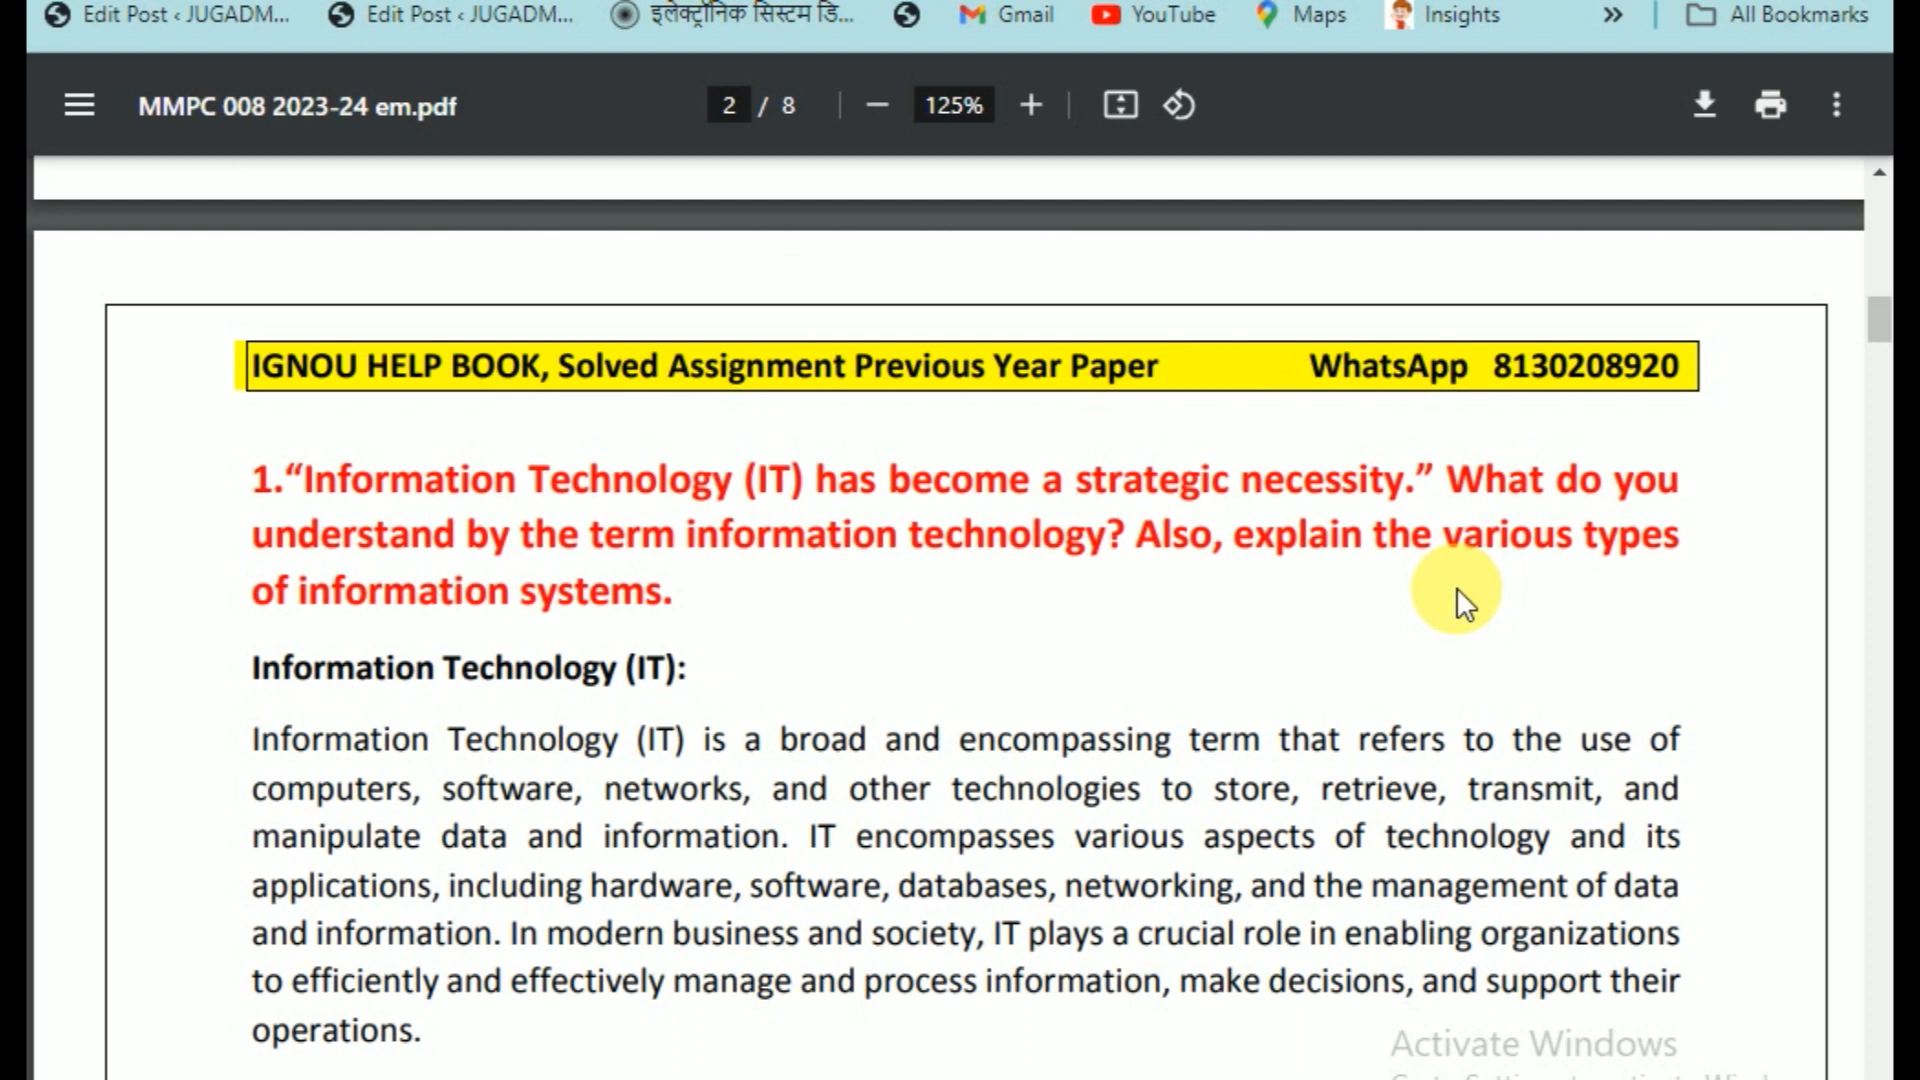 Edit Post ‹ JUGADM... Edit Post ‹ JUGADM... इलेक्ट्रॉनिक सिस्टम डि... Gmail YouTube Maps Insights » All Bookmarks
MMPC 008 2023-24 em.pdf 2 / 8 125%
IGNOU HELP BOOK, Solved Assignment Previous Year Paper WhatsApp 8130208920
1.“Information Technology (IT) has become a strategic necessity.” What do you
understand by the term information technology? Also, explain the various types
of information systems.
Information Technology (IT):
Information Technology (IT) is a broad and encompassing term that refers to the use of
computers, software, networks, and other technologies to store, retrieve, transmit, and
manipulate data and information. IT encompasses various aspects of technology and its
applications, including hardware, software, databases, networking, and the management of data
and information. In modern business and society, IT plays a crucial role in enabling organizations
to efficiently and effectively manage and process information, make decisions, and support their
operations.
Activate Windows